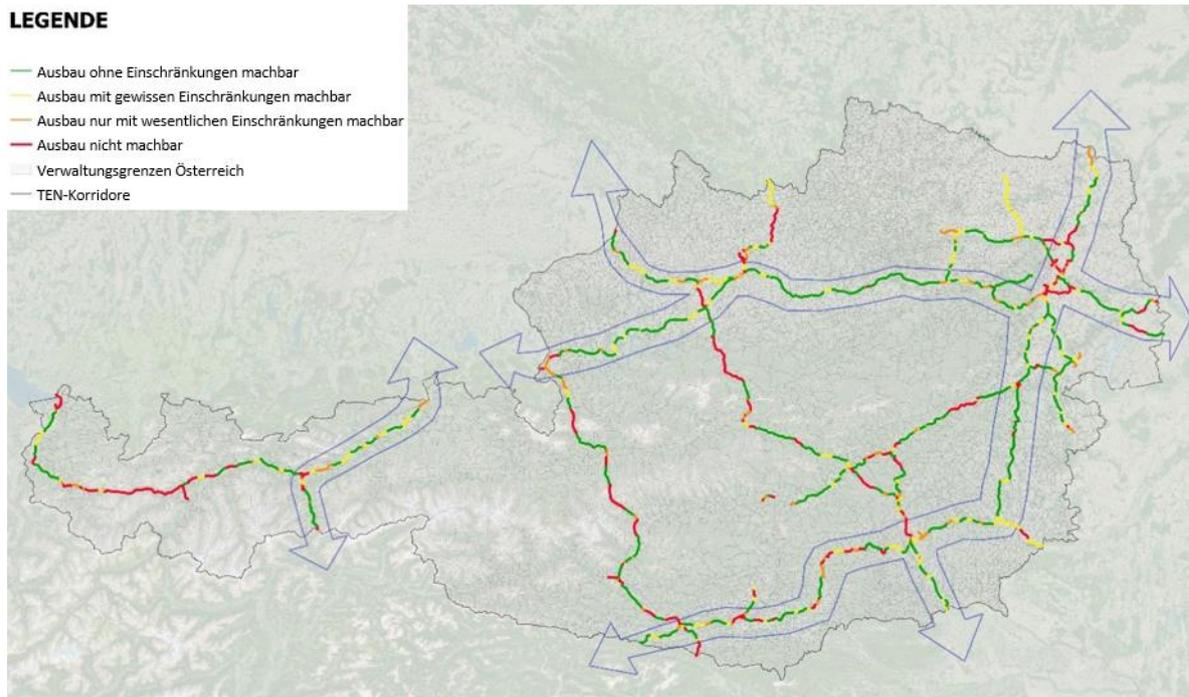 LEGENDE
Ausbau ohne Einschränkungen machbar
Ausbau mit gewissen Einschränkungen machbar
Ausbau nur mit wesentlichen Einschränkungen machbar
Ausbau nicht machbar
Verwaltungsgrenzen Österreich
TEN-Korridore